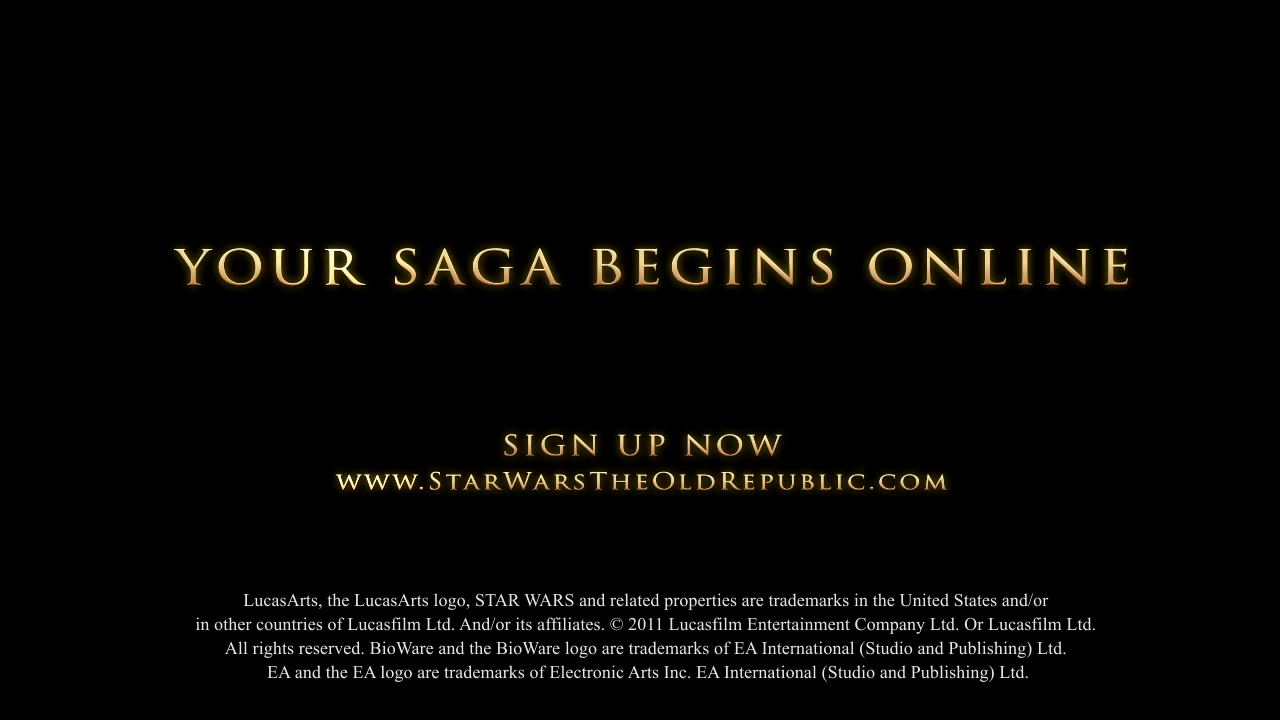 YOUR SAGA BEGINS ONLINE
SIGN UP NOW
www.StarWarsTheOldRepublic.com
LucasArts, the LucasArts logo, STAR WARS and related properties are trademarks in the United States and/or
in other countries of Lucasfilm Ltd. And/or its affiliates. © 2011 Lucasfilm Entertainment Company Ltd. Or Lucasfilm Ltd.
All rights reserved. BioWare and the BioWare logo are trademarks of EA International (Studio and Publishing) Ltd.
EA and the EA logo are trademarks of Electronic Arts Inc. EA International (Studio and Publishing) Ltd.